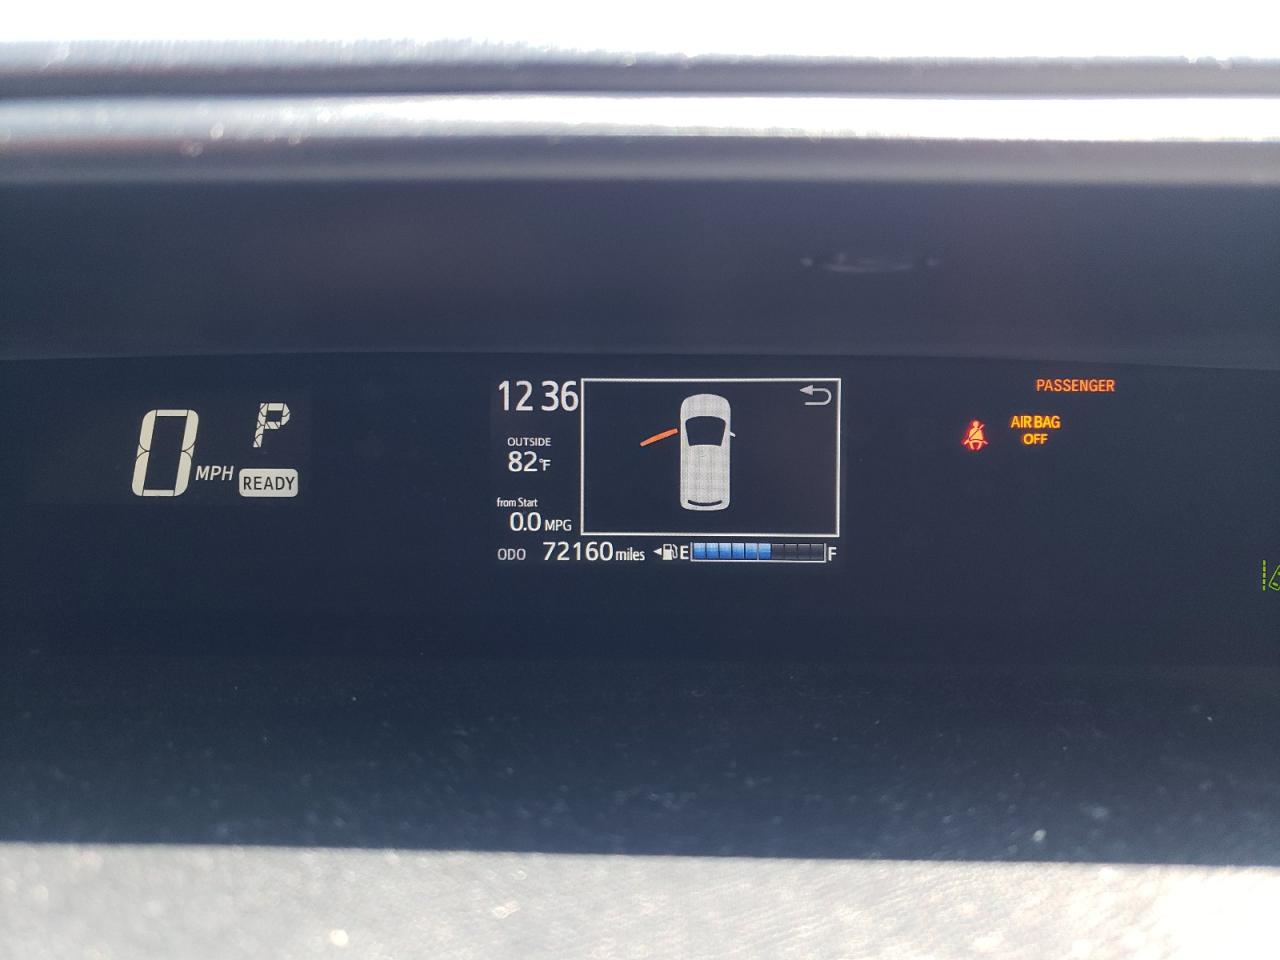 0 MPH
P
READY
12 36
OUTSIDE
82°F
from Start
0.0 MPG
ODO 72160 miles
E F
PASSENGER
AIR BAG
OFF